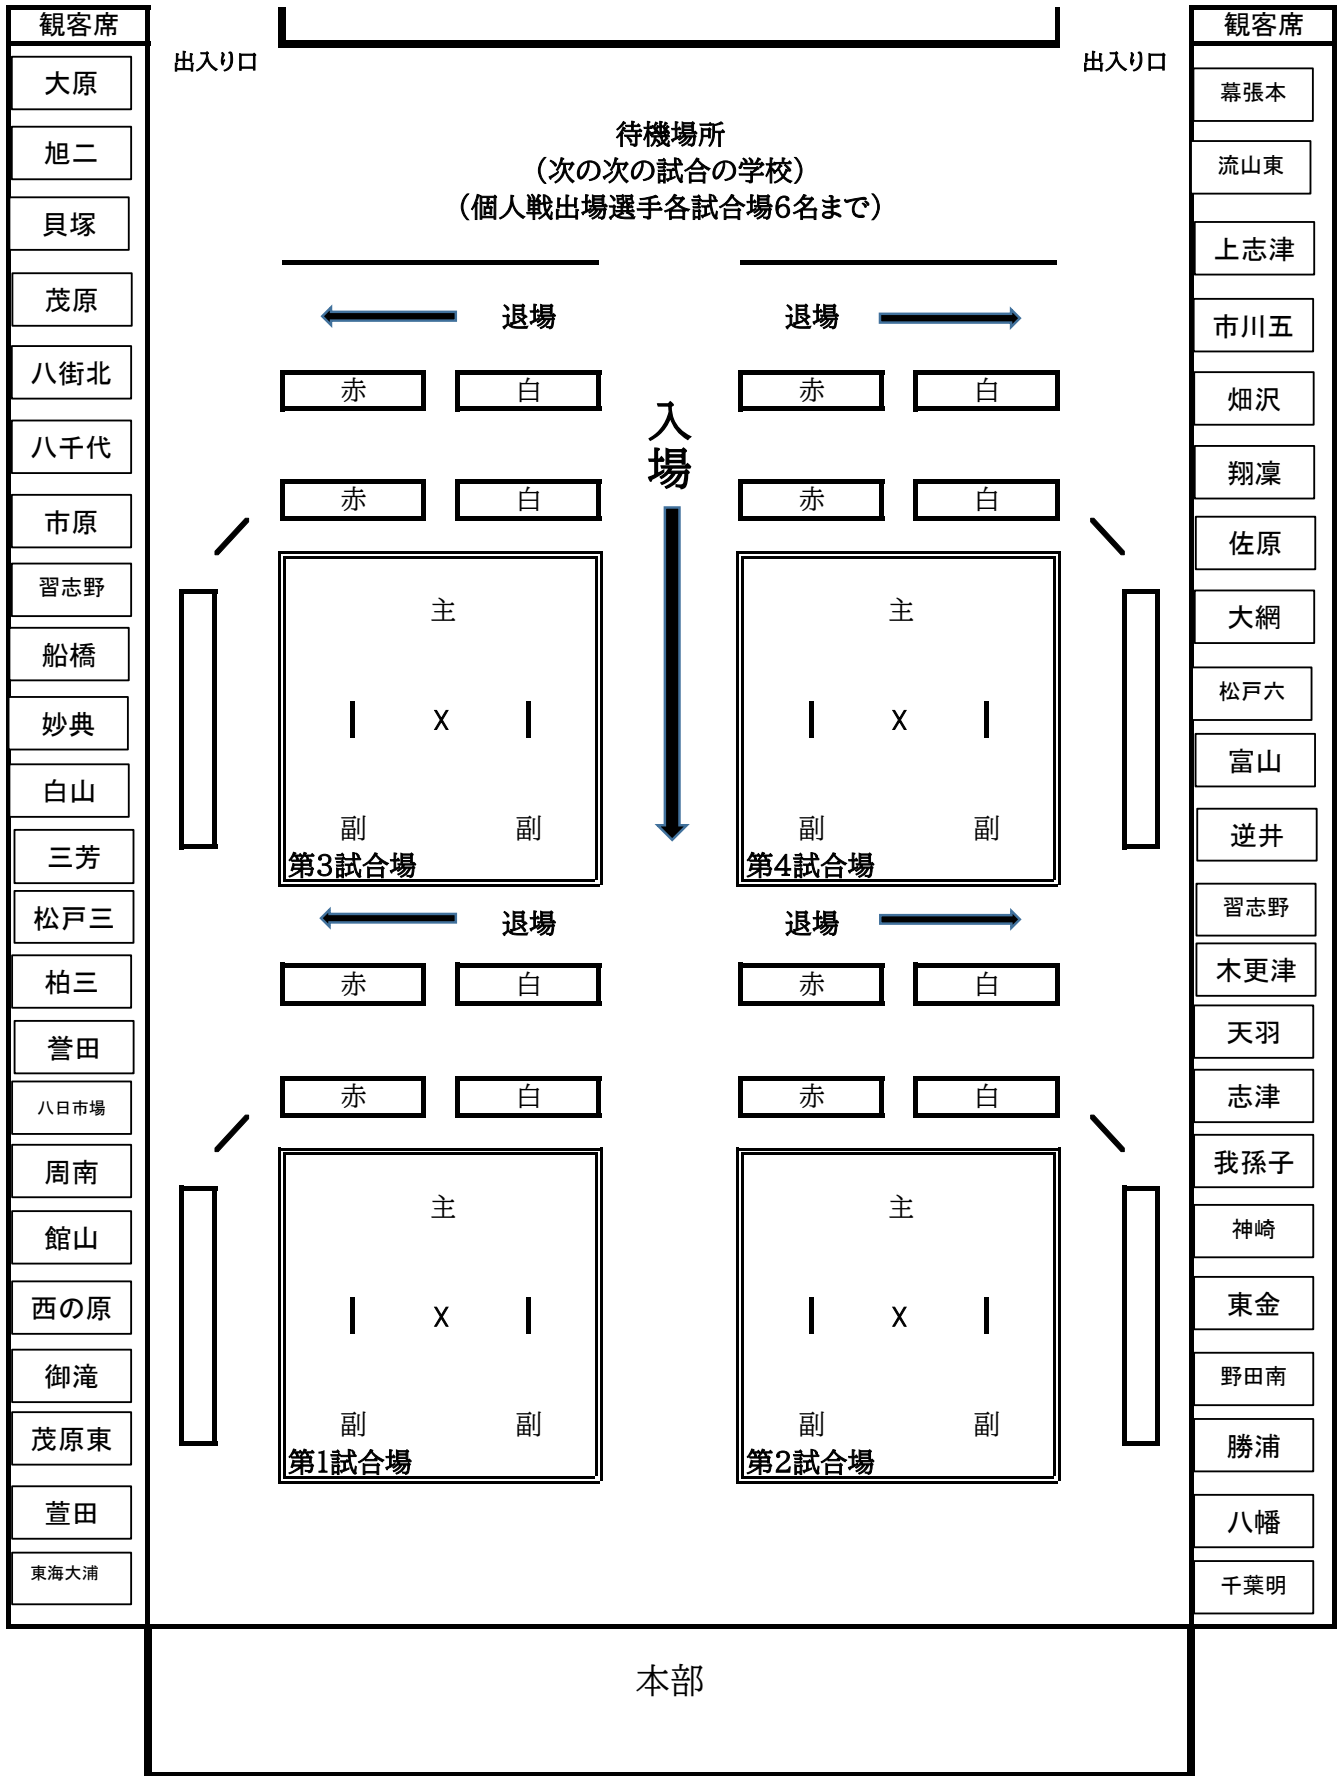 観客席
大原
旭二
貝塚
茂原
八街北
八千代
市原
習志野
船橋
妙典
白山
三芳
松戸三
柏三
誉田
八日市場
周南
館山
西の原
御滝
茂原東
萱田
東海大浦
出入り口
出入り口
待機場所
（次の次の試合の学校）
（個人戦出場選手各試合場6名まで）
退場
退場
赤 白 赤 白
入場
赤 白 赤 白
主 主
X X
副 副 副 副
第3試合場 第4試合場
退場
退場
赤 白 赤 白
赤 白 赤 白
主 主
X X
副 副 副 副
第1試合場 第2試合場
本部
観客席
幕張本
流山東
上志津
市川五
畑沢
翔凜
佐原
大網
松戸六
富山
逆井
習志野
木更津
天羽
志津
我孫子
神崎
東金
野田南
勝浦
八幡
千葉明